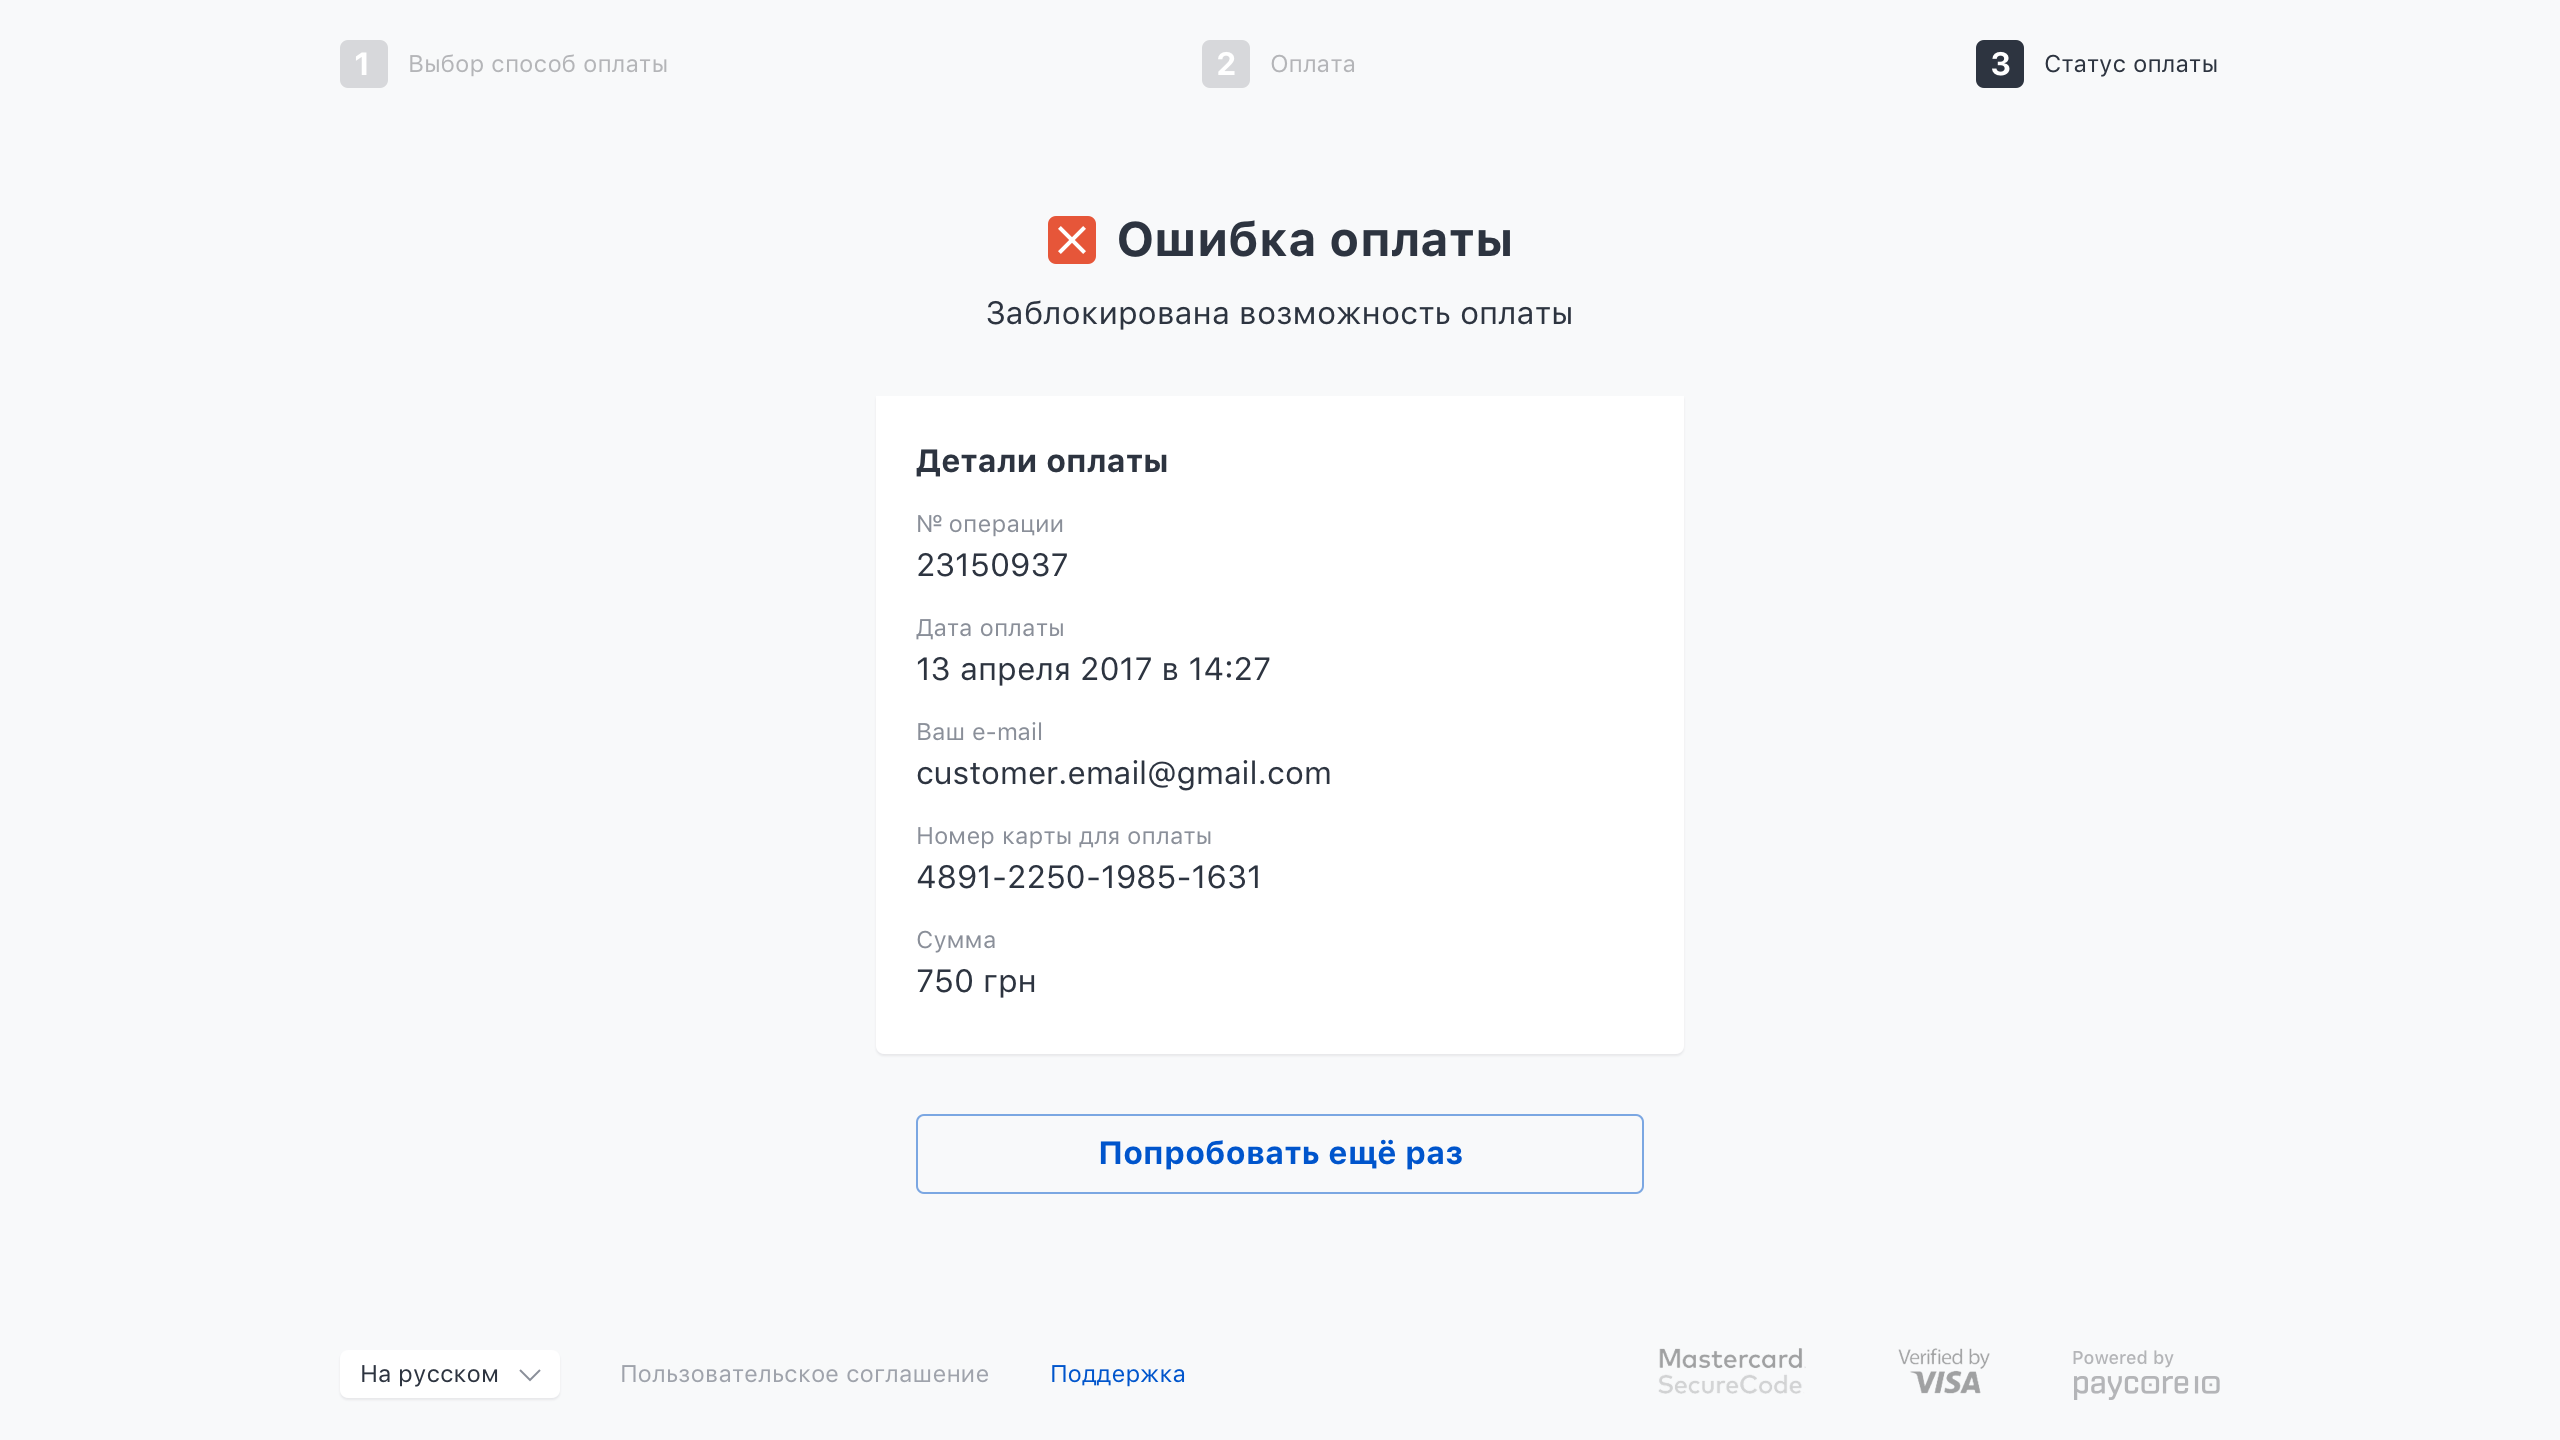 1 Выбор способ оплаты
2 Оплата
3 Статус оплаты
Ошибка оплаты
Заблокирована возможность оплаты
Детали оплаты
№ операции
23150937
Дата оплаты
13 апреля 2017 в 14:27
Ваш e-mail
customer.email@gmail.com
Номер карты для оплаты
4891-2250-1985-1631
Сумма
750 грн
Попробовать ещё раз
На русском
Пользовательское соглашение
Поддержка
Mastercard
SecureCode
Verified by
VISA
Powered by
paycore io